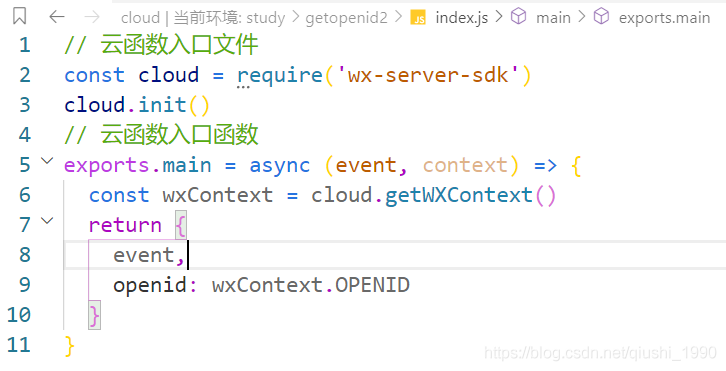 cloud | 当前环境: study > getopenid2 > JS index.js > main > exports.main
1 // 云函数入口文件
2 const cloud = require('wx-server-sdk')
3 cloud.init()
4 // 云函数入口函数
5 exports.main = async (event, context) => {
6 const wxContext = cloud.getWXContext()
7 return {
8 event,
9 openid: wxContext.OPENID
10 }
11 }
https://blog.csdn.net/qiushi_1990